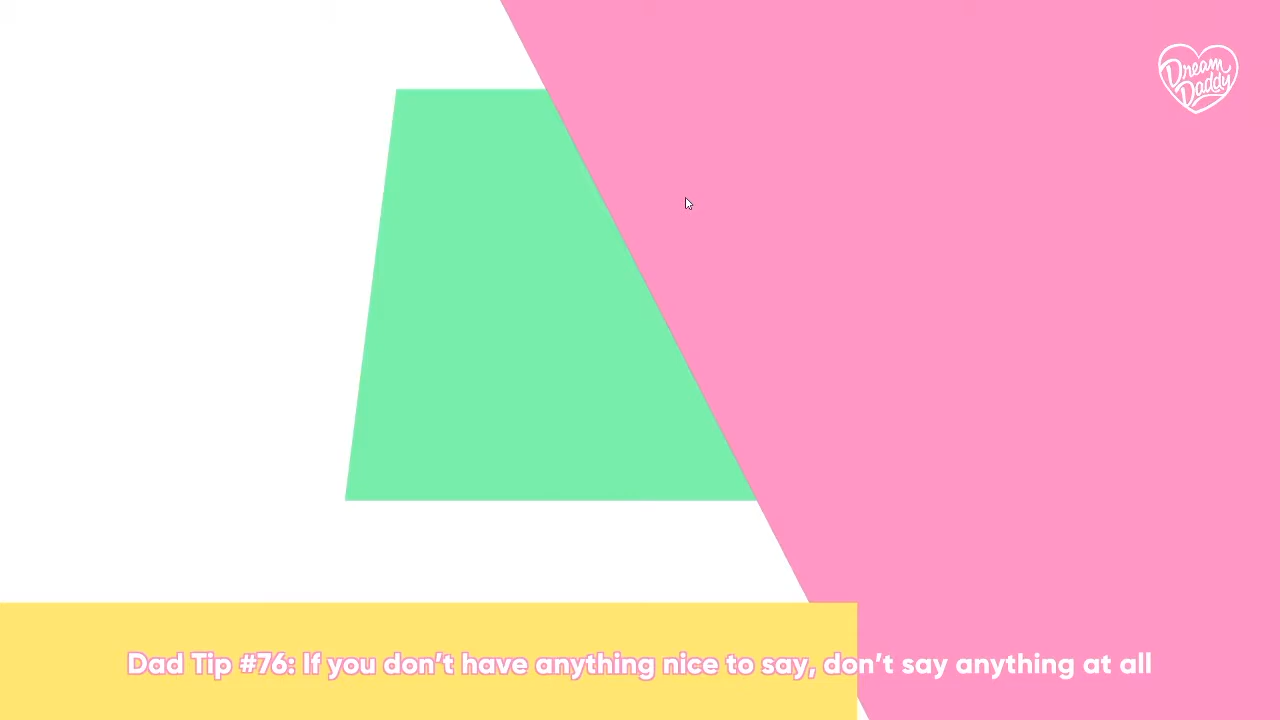 Dream
Daddy
Dad Tip #76: If you don't have anything nice to say, don't say anything at all